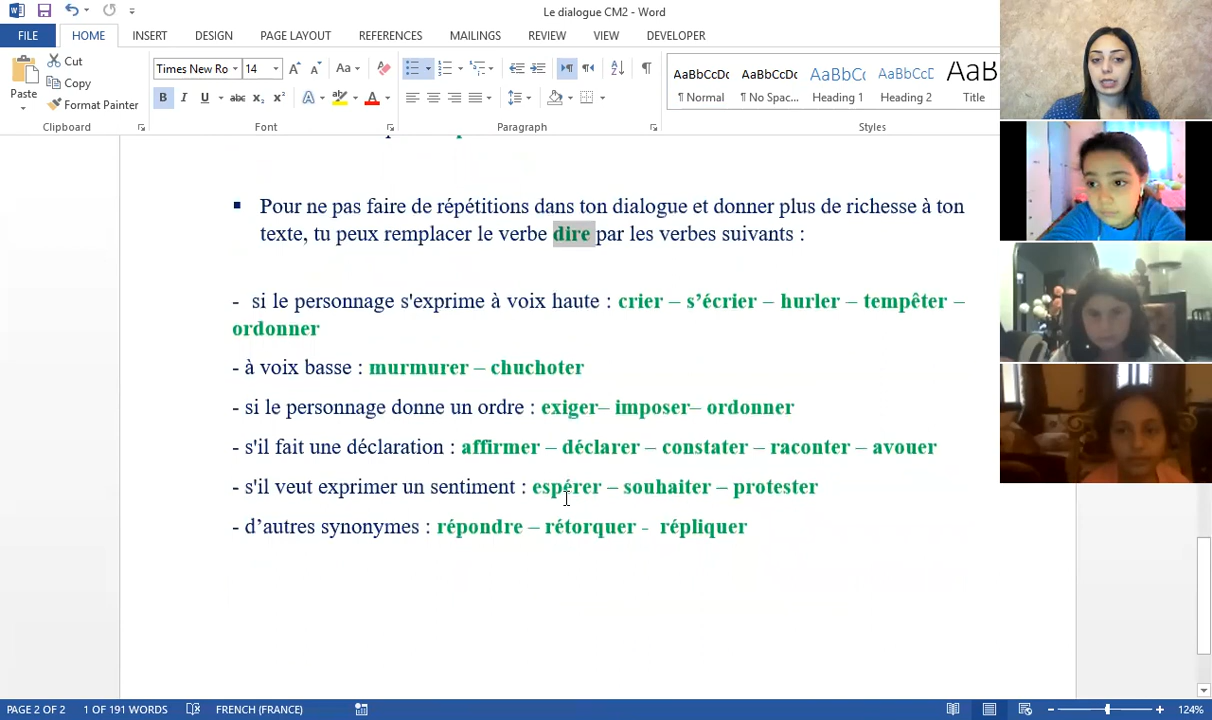 Le dialogue CM2 - Word
FILE HOME INSERT DESIGN PAGE LAYOUT REFERENCES MAILINGS REVIEW VIEW DEVELOPER
Paste
Cut
Copy
Format Painter
Times New Ro 14
AaBbCcDc AaBbCcDc AaBbCc AaBbCcD AaB
¶ Normal ¶ No Spac... Heading 1 Heading 2 Title
Clipboard Font Paragraph Styles
▪ Pour ne pas faire de répétitions dans ton dialogue et donner plus de richesse à ton
texte, tu peux remplacer le verbe dire par les verbes suivants :
- si le personnage s'exprime à voix haute : crier – s’écrier – hurler – tempêter –
ordonner
- à voix basse : murmurer – chuchoter
- si le personnage donne un ordre : exiger– imposer– ordonner
- s'il fait une déclaration : affirmer – déclarer – constater – raconter – avouer
- s'il veut exprimer un sentiment : espérer – souhaiter – protester
- d’autres synonymes : répondre – rétorquer - répliquer
PAGE 2 OF 2 1 OF 191 WORDS FRENCH (FRANCE) 124%